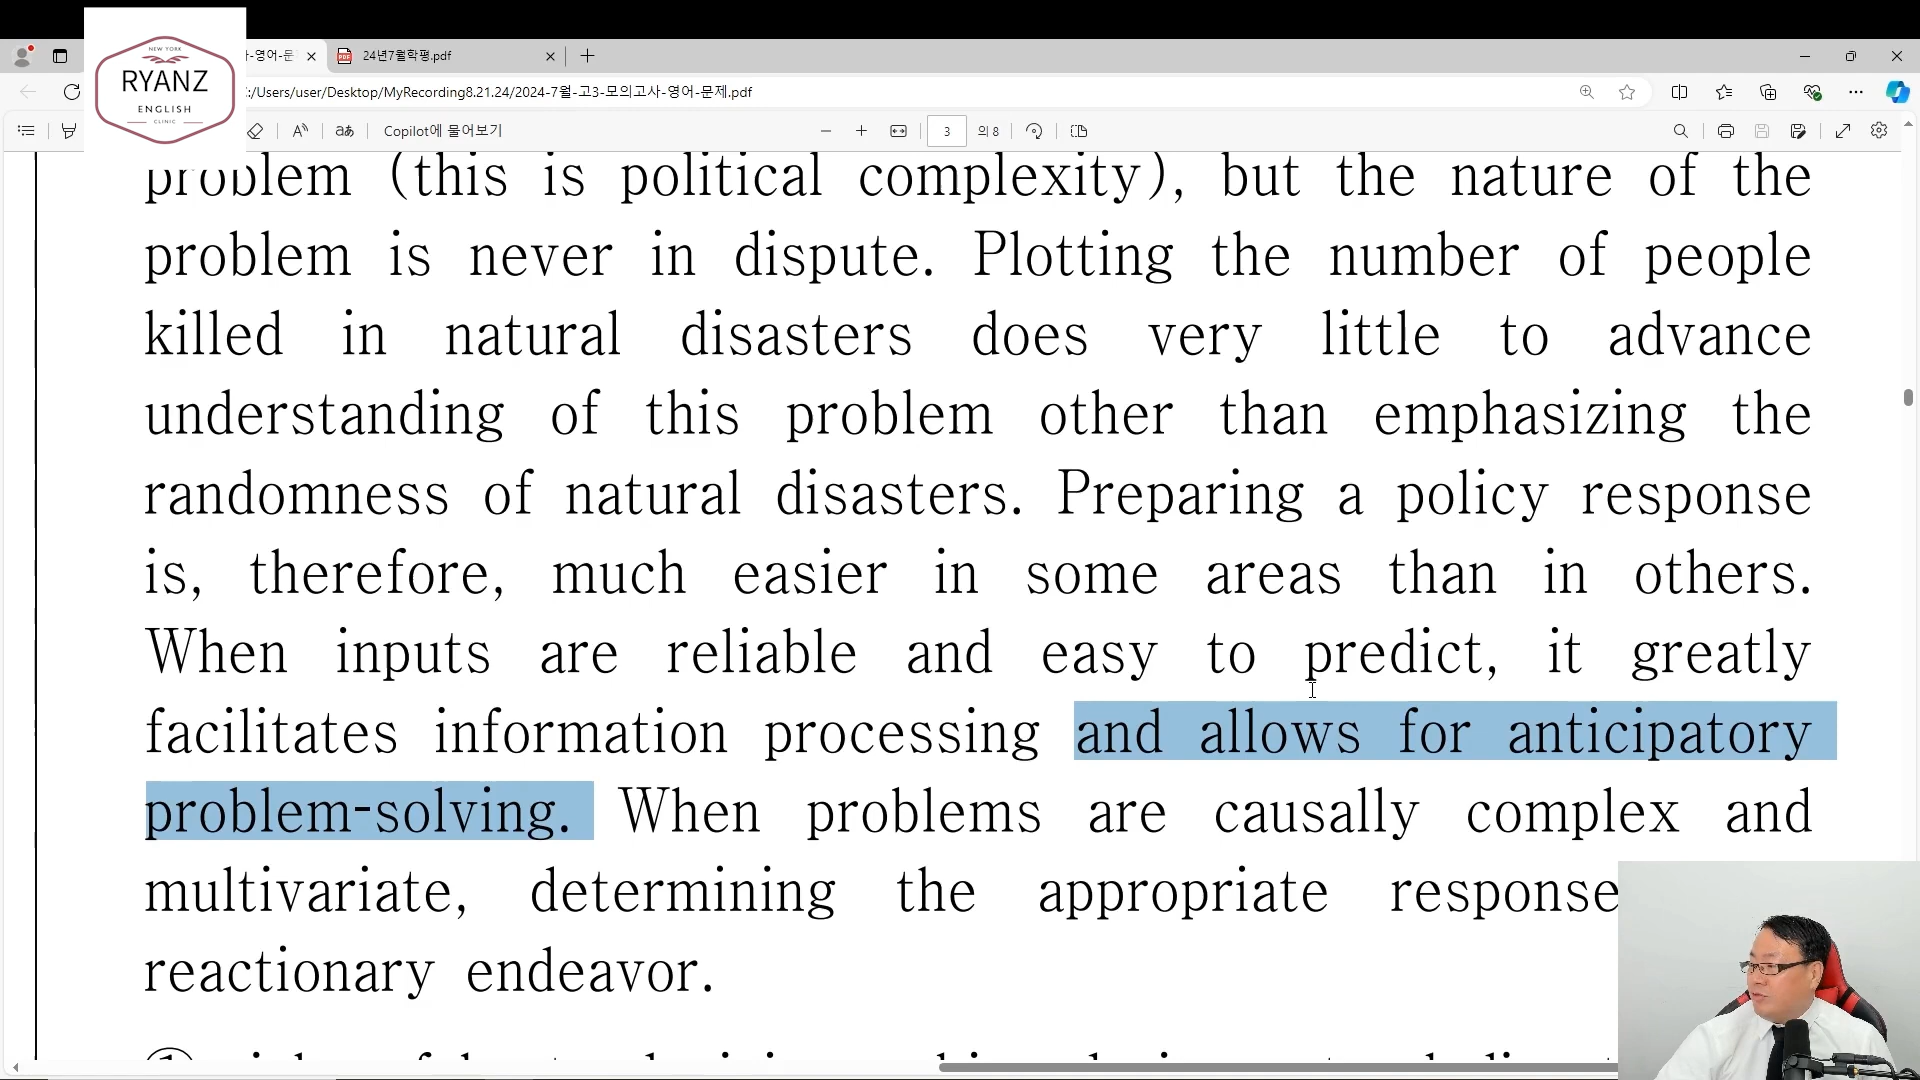 NEW YORK
RYANZ
ENGLISH
CLINIC
사-영어-문
24년7월학평.pdf
:/Users/user/Desktop/MyRecording8.21.24/2024-7월-고3-모의고사-영어-문제.pdf
aあ Copilot에 물어보기
3 의 8
problem (this is political complexity), but the nature of the
problem is never in dispute. Plotting the number of people
killed in natural disasters does very little to advance
understanding of this problem other than emphasizing the
randomness of natural disasters. Preparing a policy response
is, therefore, much easier in some areas than in others.
When inputs are reliable and easy to predict, it greatly
facilitates information processing and allows for anticipatory
problem-solving. When problems are causally complex and
multivariate, determining the appropriate response
reactionary endeavor.